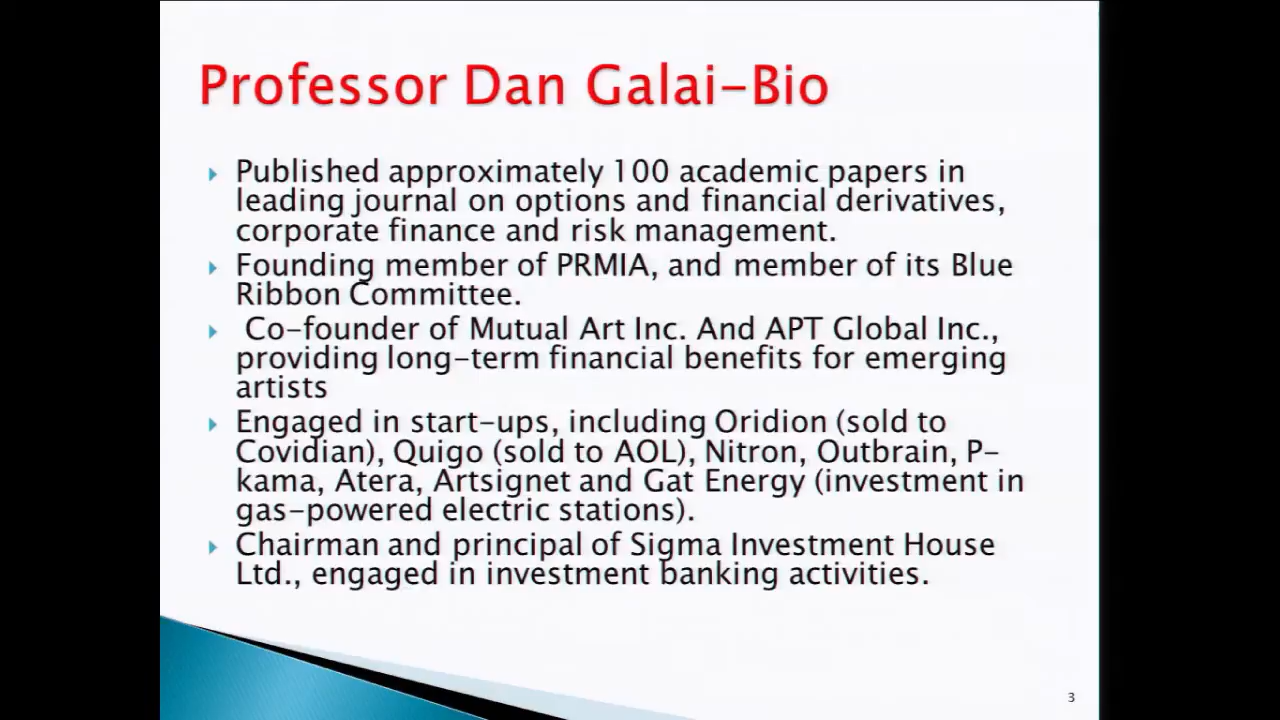 Professor Dan Galai-Bio
Published approximately 100 academic papers in
leading journal on options and financial derivatives,
corporate finance and risk management.
Founding member of PRMIA, and member of its Blue
Ribbon Committee.
Co-founder of Mutual Art Inc. And APT Global Inc.,
providing long-term financial benefits for emerging
artists
Engaged in start-ups, including Oridion (sold to
Covidian), Quigo (sold to AOL), Nitron, Outbrain, P-
kama, Atera, Artsignet and Gat Energy (investment in
gas-powered electric stations).
Chairman and principal of Sigma Investment House
Ltd., engaged in investment banking activities.
3